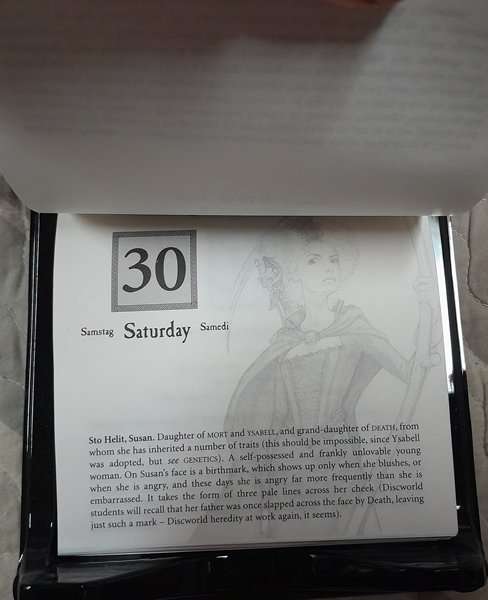 30
Samstag Saturday Samedi
Sto Helit, Susan. Daughter of MORT and YSABELL, and grand-daughter of DEATH, from
whom she has inherited a number of traits (this should be impossible, since Ysabell
was adopted, but see GENETICS). A self-possessed and frankly unlovable young
woman. On Susan's face is a birthmark, which shows up only when she blushes, or
when she is angry, and these days she is angry far more frequently than she is
embarrassed. It takes the form of three pale lines across her cheek (Discworld
students will recall that her father was once slapped across the face by Death, leaving
just such a mark – Discworld heredity at work again, it seems).